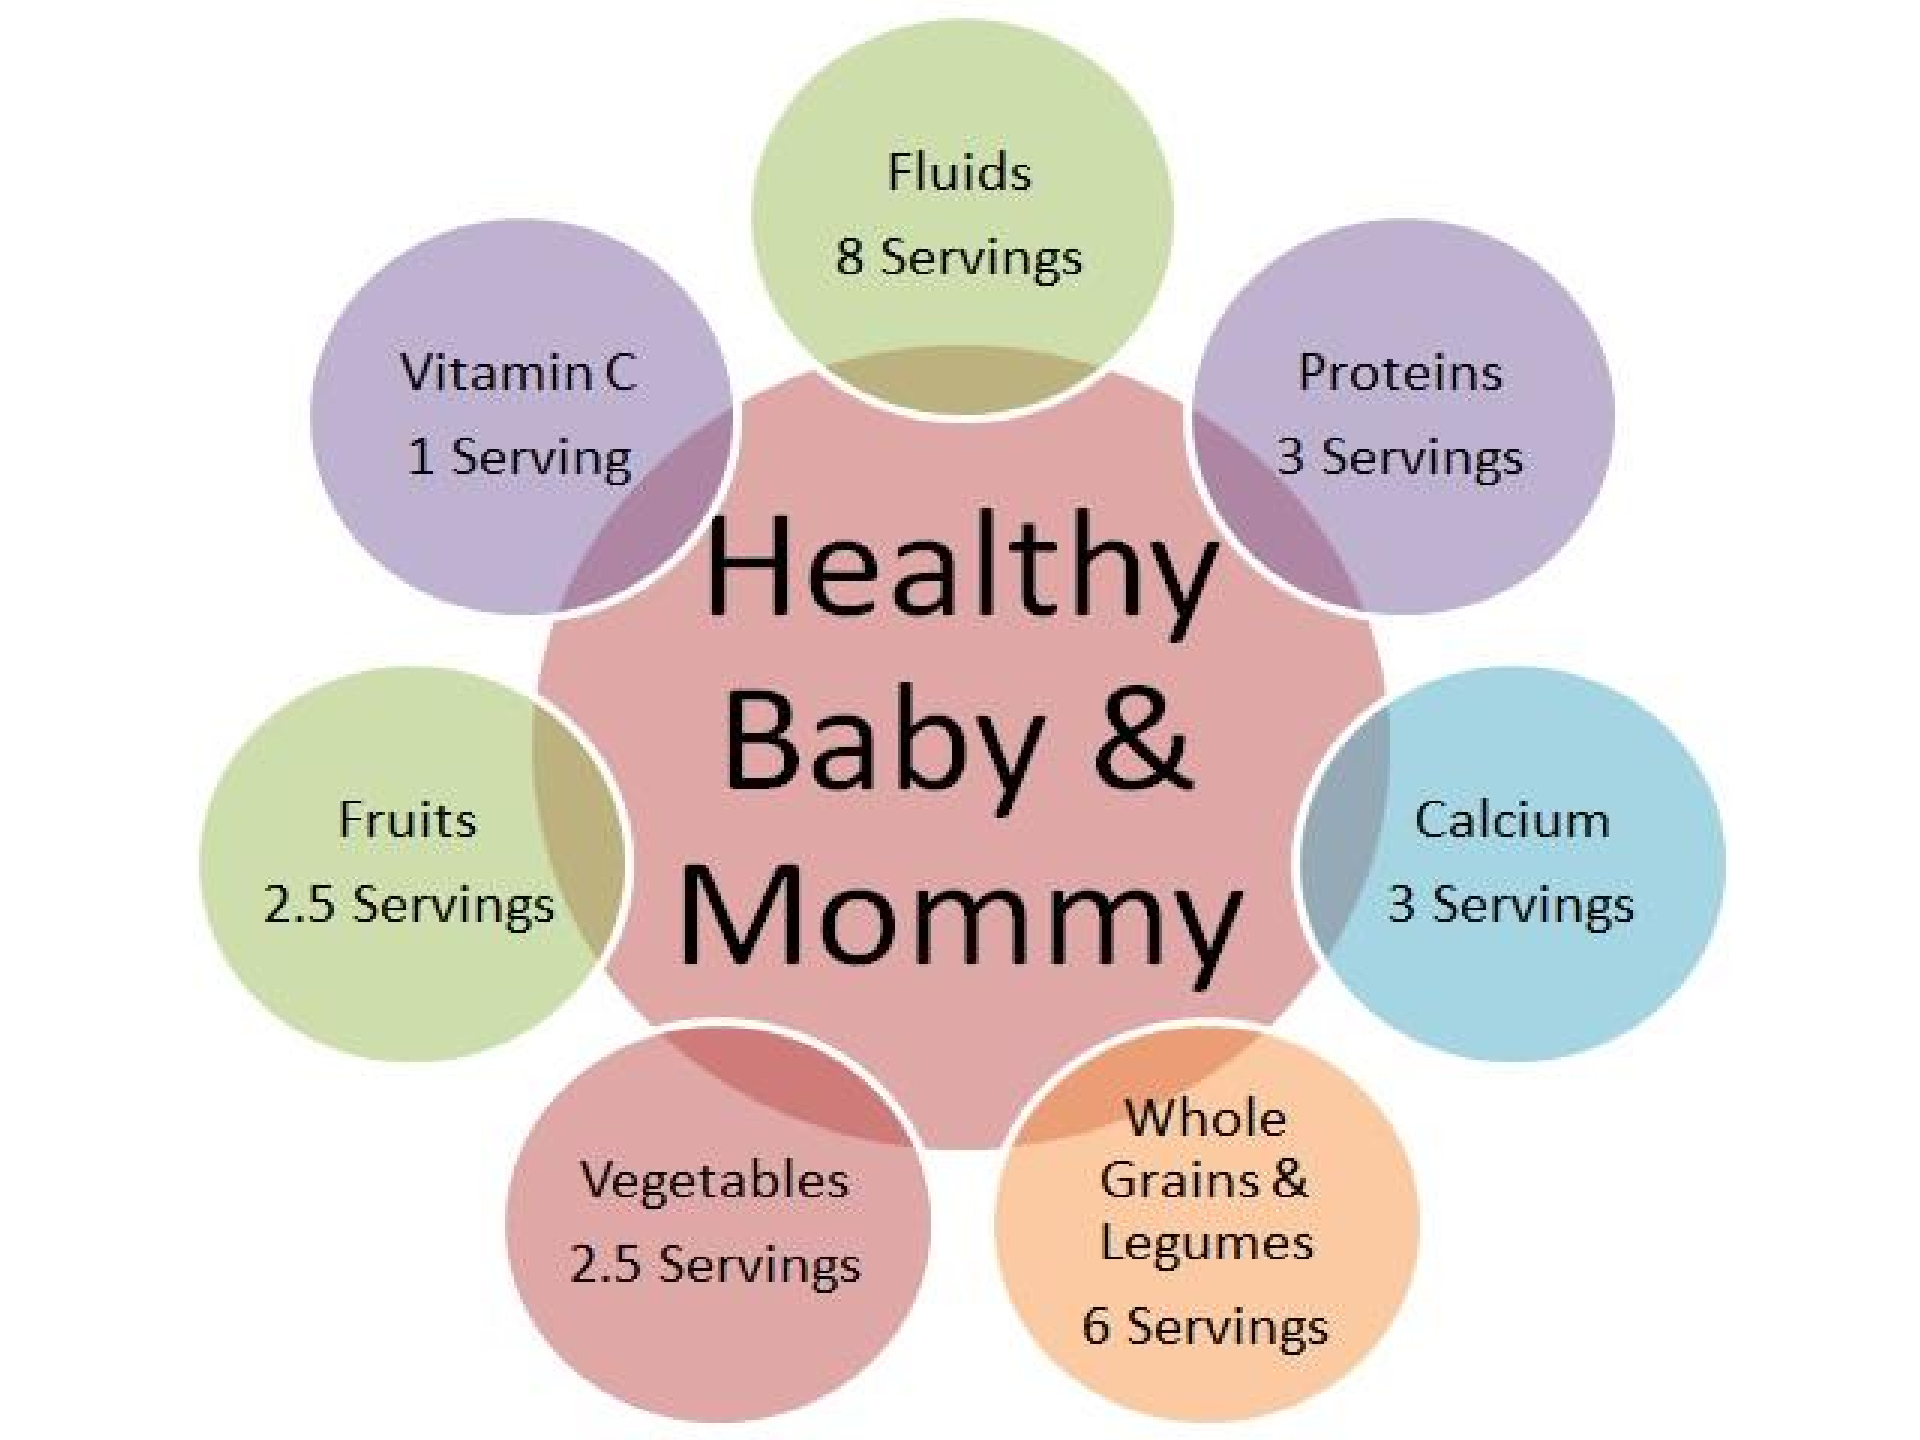 Fluids
8 Servings
Proteins
3 Servings
Calcium
3 Servings
Whole
Grains &
Legumes
6 Servings
Vegetables
2.5 Servings
Fruits
2.5 Servings
Vitamin C
1 Serving
Healthy
Baby &
Mommy